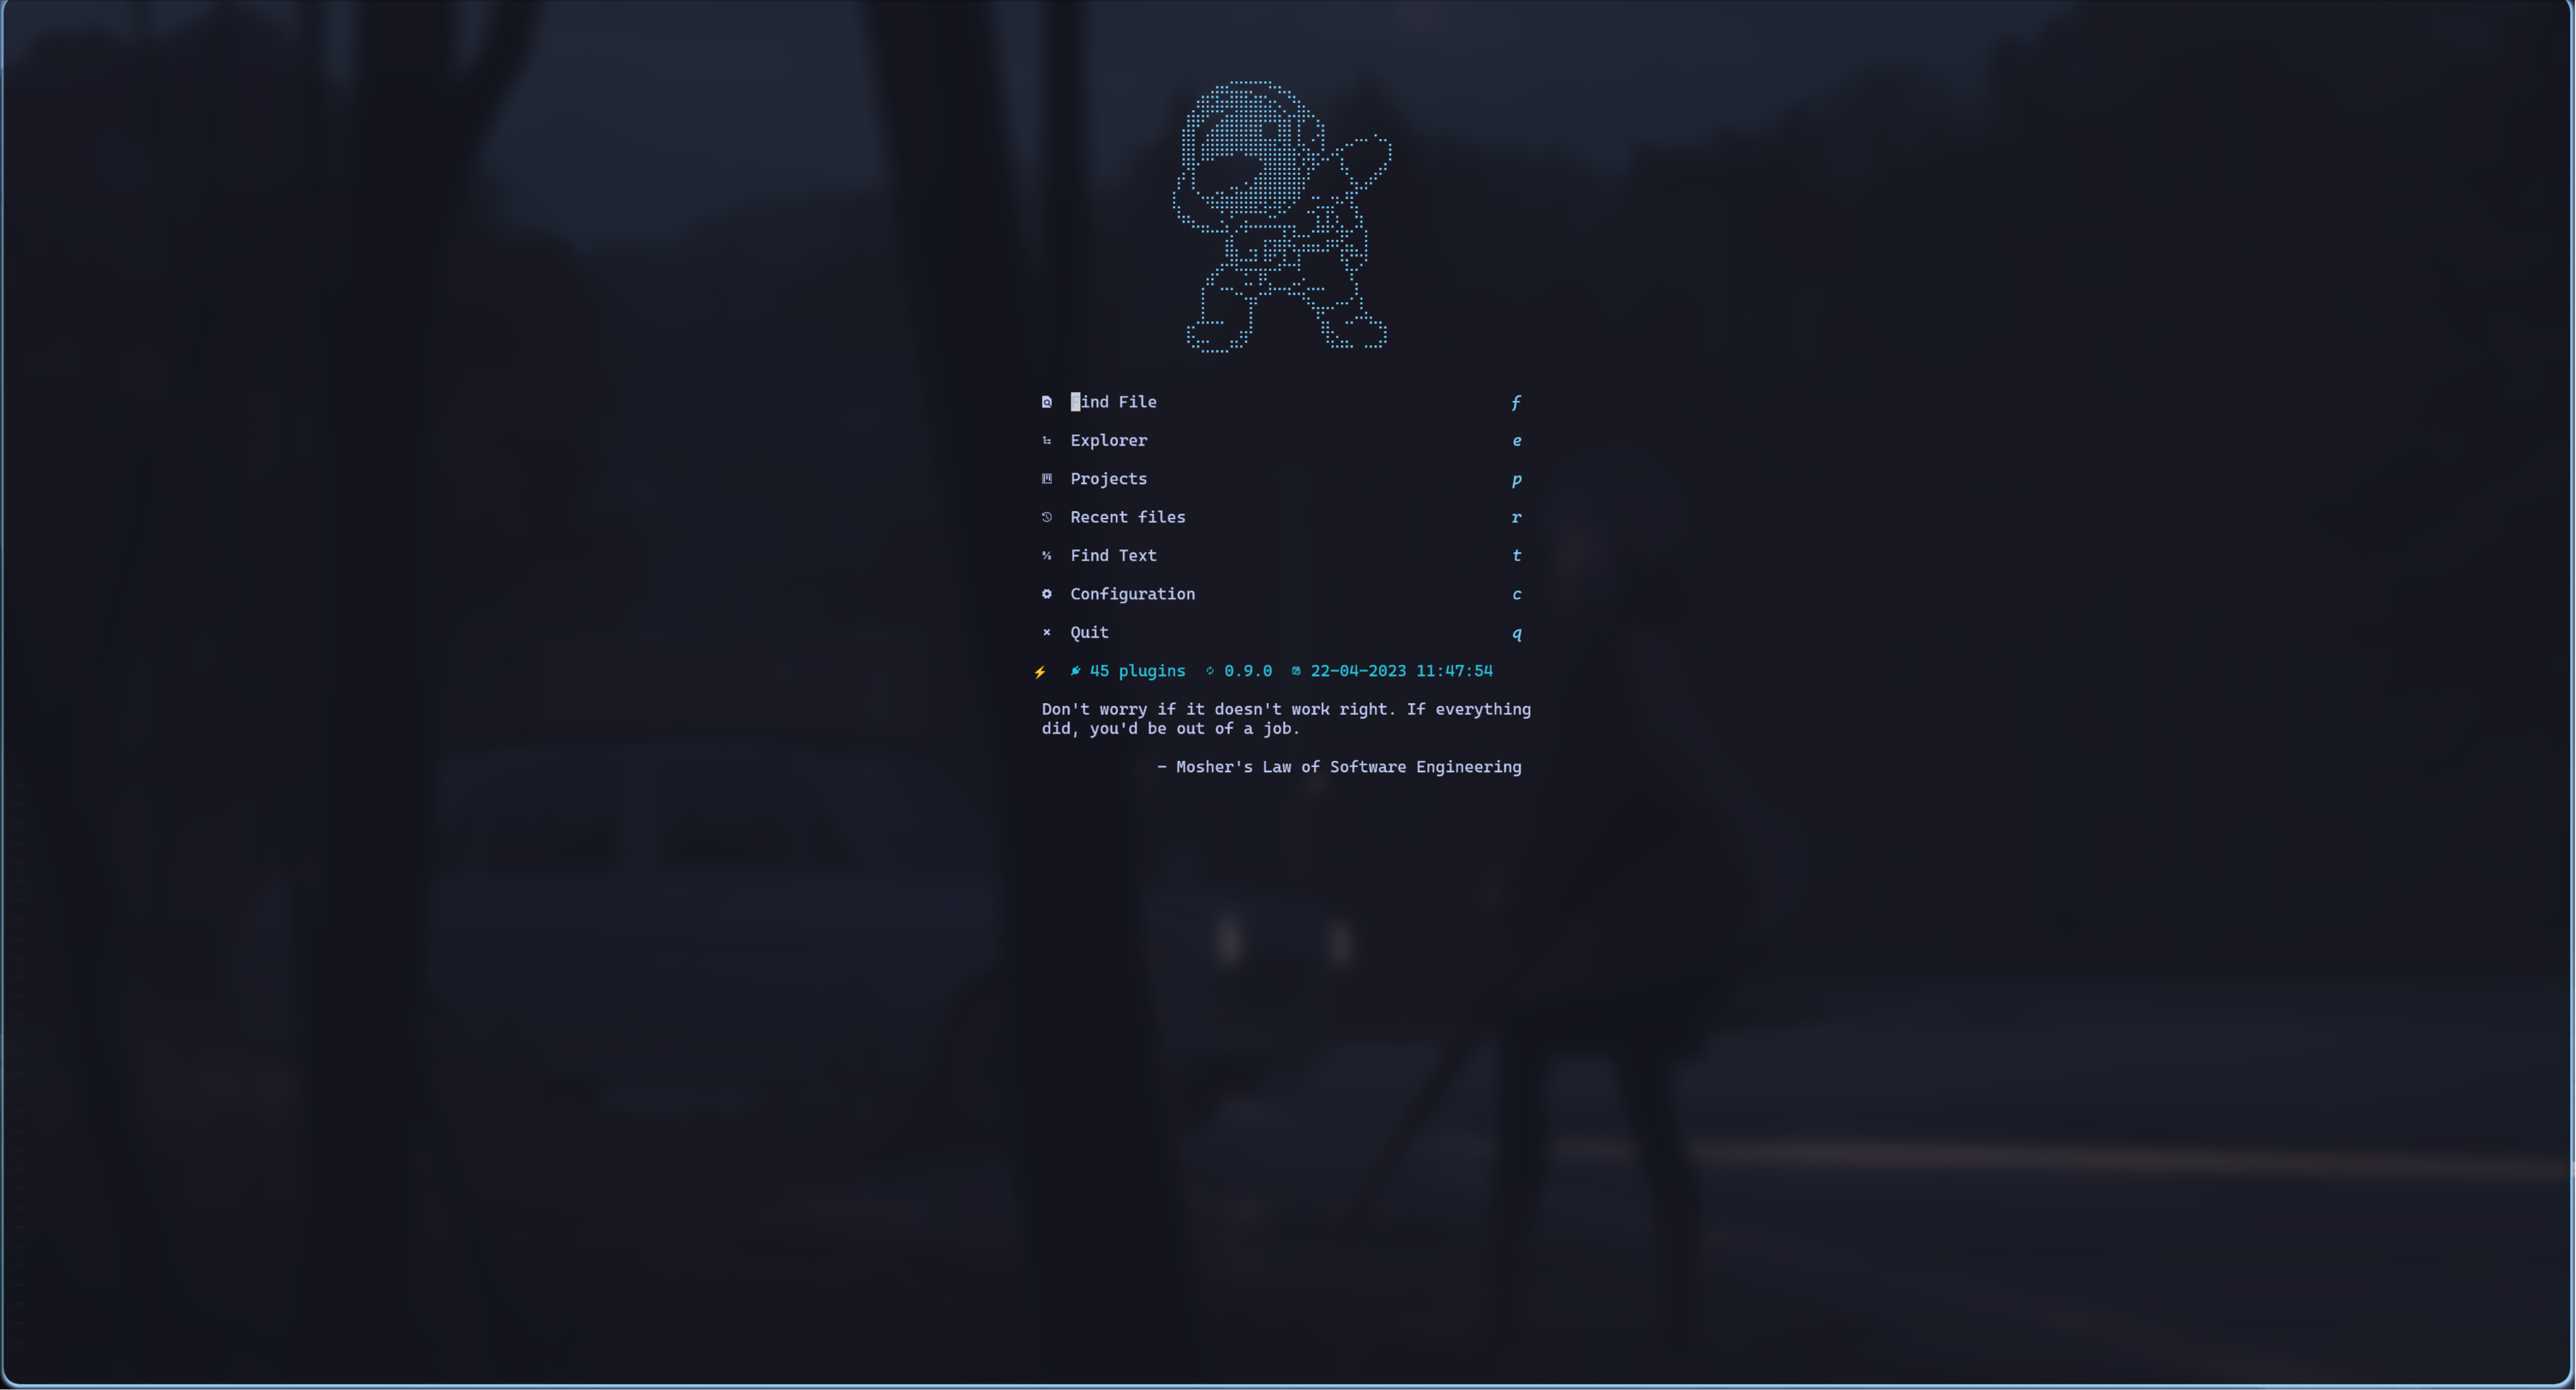 Find File f
Explorer e
Projects p
Recent files r
Find Text t
Configuration c
Quit q
⚡ 45 plugins 0.9.0 22-04-2023 11:47:54
Don't worry if it doesn't work right. If everything
did, you'd be out of a job.
— Mosher's Law of Software Engineering